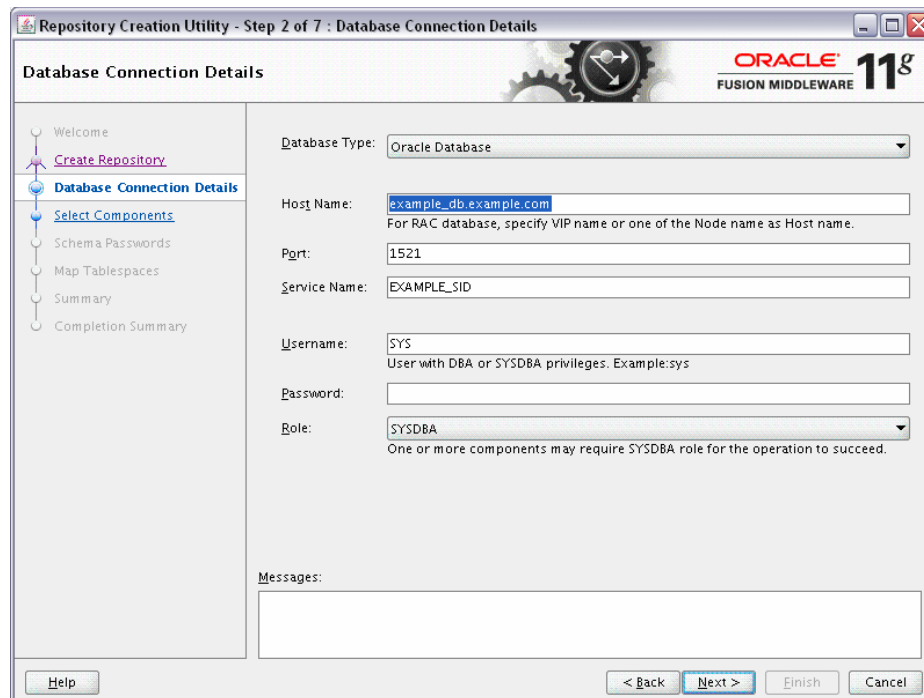 Repository Creation Utility - Step 2 of 7 : Database Connection Details
Database Connection Details
ORACLE
FUSION MIDDLEWARE
11g
Welcome
Create Repository
Database Connection Details
Select Components
Schema Passwords
Map Tablespaces
Summary
Completion Summary
Database Type: Oracle Database
Host Name: example_db.example.com
For RAC database, specify VIP name or one of the Node name as Host name.
Port: 1521
Service Name: EXAMPLE_SID
Username: SYS
User with DBA or SYSDBA privileges. Example:sys
Password:
Role: SYSDBA
One or more components may require SYSDBA role for the operation to succeed.
Messages:
Help
< Back
Next >
Finish
Cancel